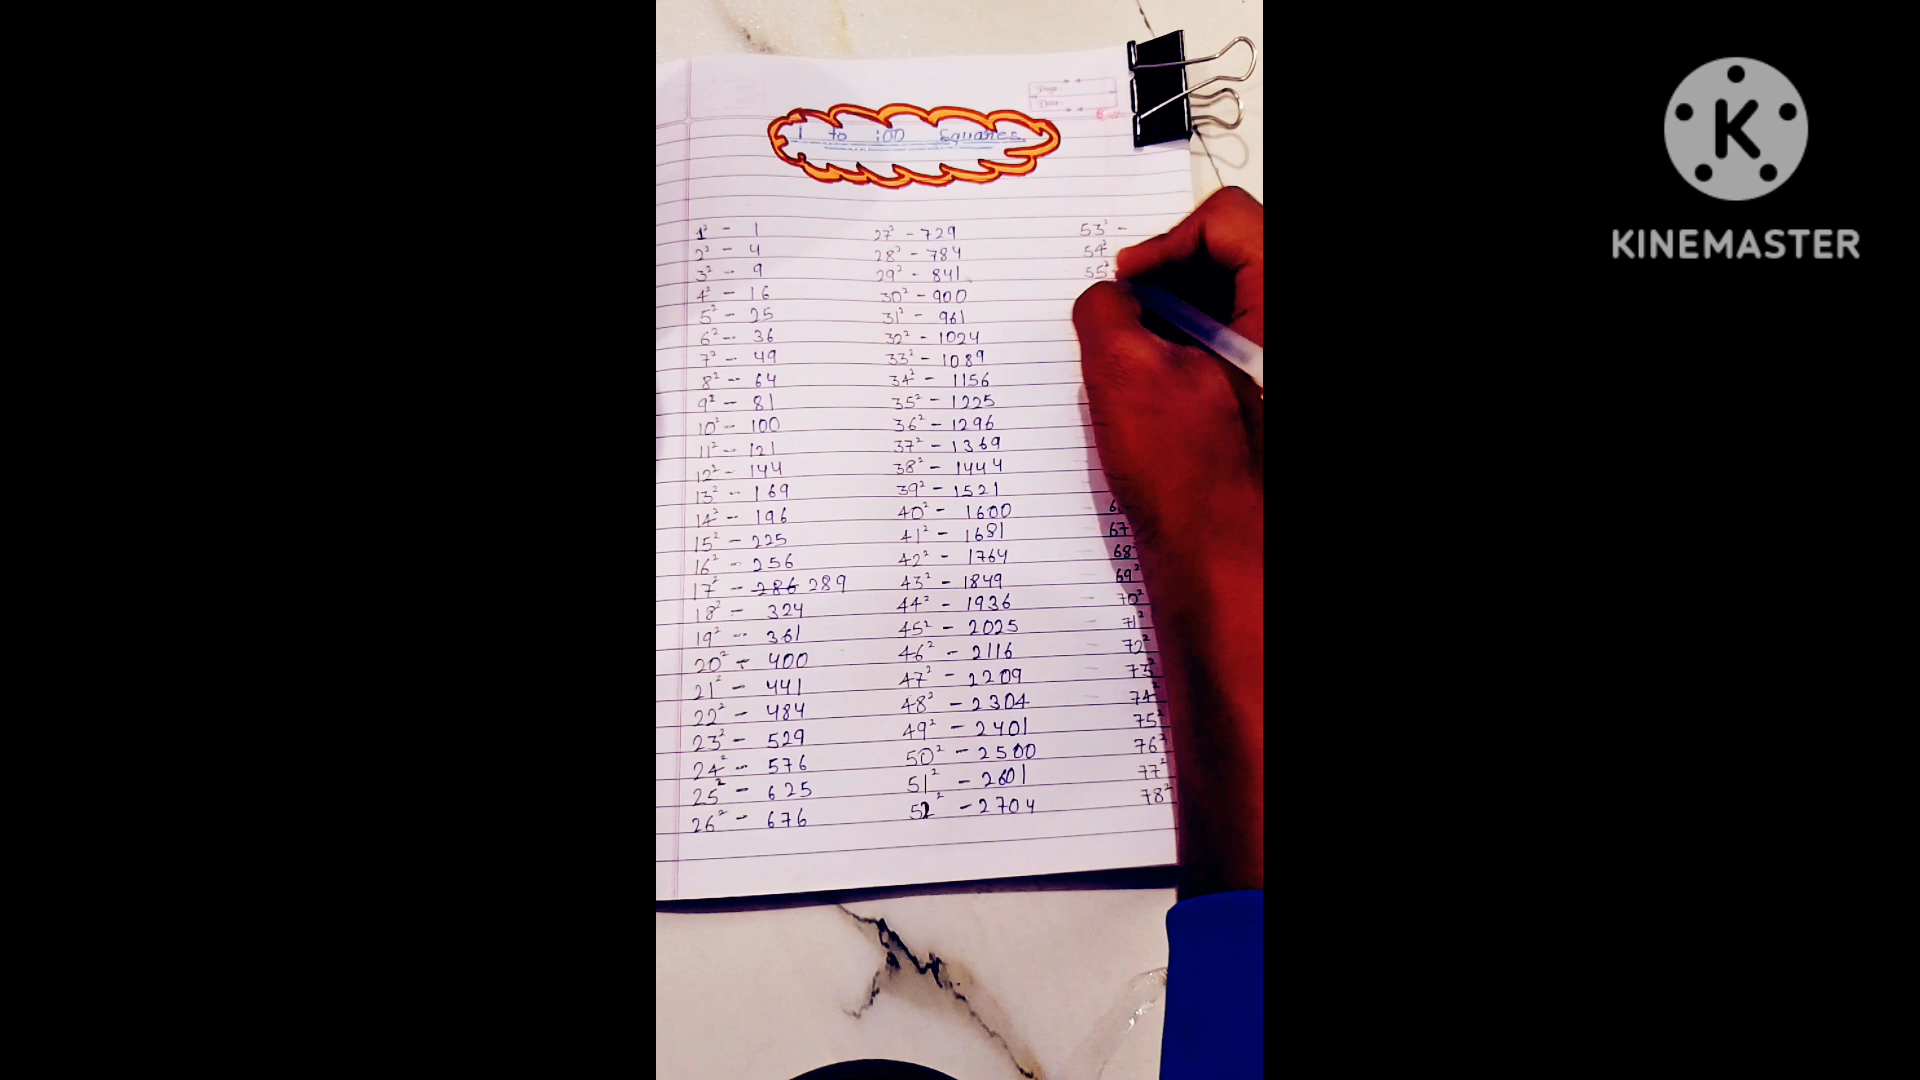 Page:
Date:
1 to 100 Squares
1² - 1
2² - 4
3² - 9
4² - 16
5² - 25
6² -- 36
7² -- 49
8² -- 64
9² - 81
10² - 100
11² -- 121
12² - 144
13² -- 169
14² -- 196
15² - 225
16² - 256
17² - 286 289
18² - 324
19² -- 361
20² - 400
21² - 441
22² - 484
23² - 529
24² -- 576
25² - 625
26² - 676
27² - 729
28² - 784
29² - 841
30² - 900
31² - 961
32² - 1024
33² - 1089
34² - 1156
35² - 1225
36² - 1296
37² - 1369
38² - 1444
39² - 1521
40² - 1600
41² - 1681
42² - 1764
43² - 1849
44² - 1936
45² - 2025
46² - 2116
47² - 2209
48² - 2304
49² - 2401
50² - 2500
51² - 2601
52² - 2704
53² -
54²
55²
67
68²
69²
70²
71²
72²
73²
74²
75²
76²
77²
78²
K
KINEMASTER